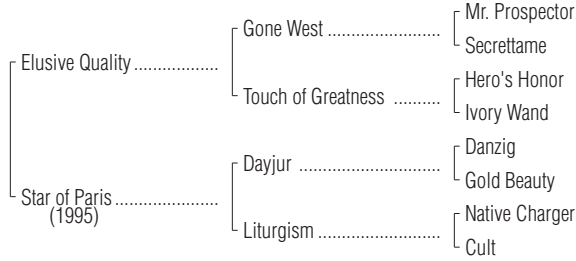 Mr. Prospector
Gone West ......................
Secrettame
Elusive Quality .................
Hero's Honor
Touch of Greatness .........
Ivory Wand
Danzig
Dayjur ...........................
Gold Beauty
Star of Paris .....................
(1995)
Native Charger
Liturgism ........................
Cult